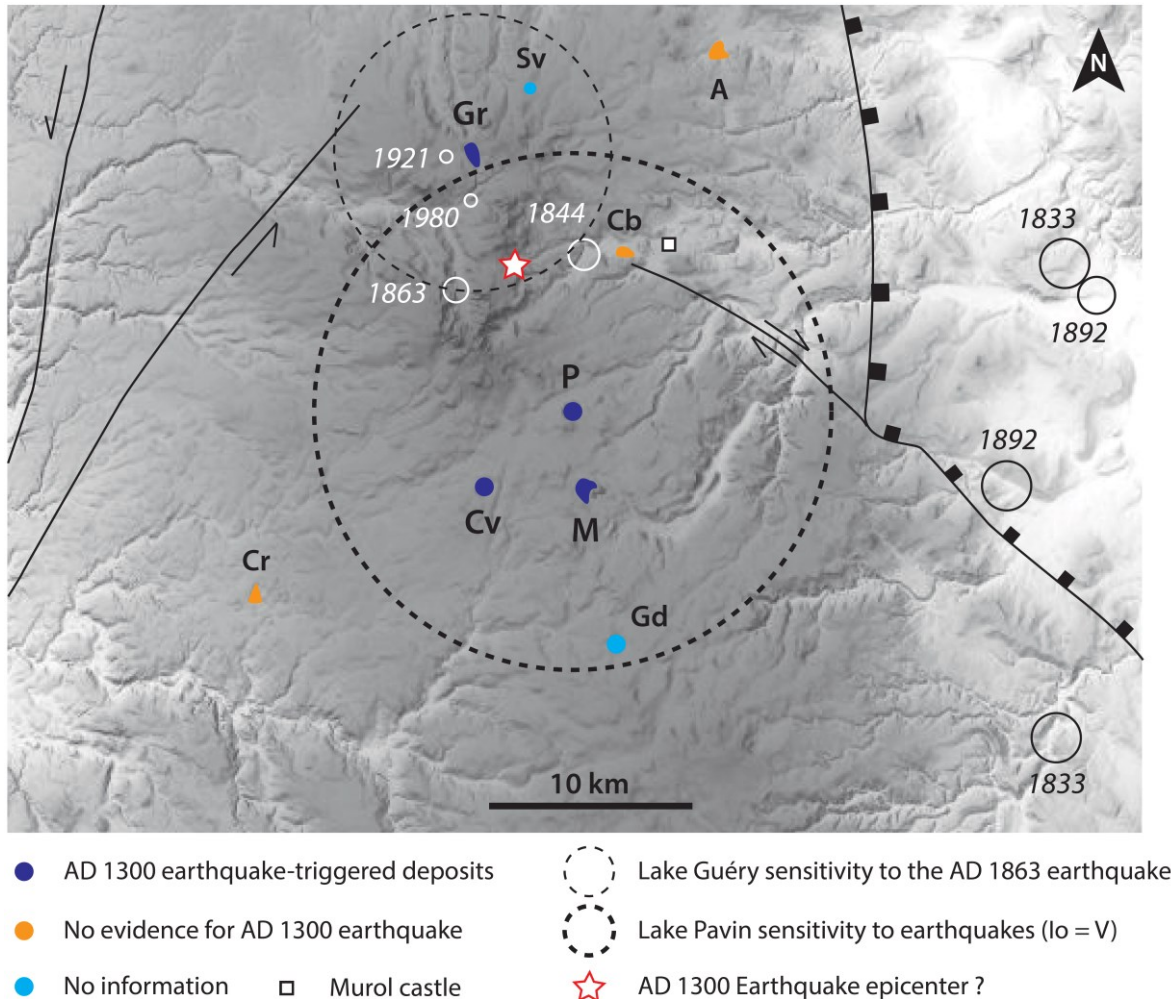 N
Sv
A
Gr
1921
1980
1844
Cb
1833
1863
1892
P
1892
Cv
M
Cr
Gd
10 km
1833
AD 1300 earthquake-triggered deposits
Lake Guéry sensitivity to the AD 1863 earthquake
No evidence for AD 1300 earthquake
Lake Pavin sensitivity to earthquakes (Io = V)
No information
Murol castle
AD 1300 Earthquake epicenter ?